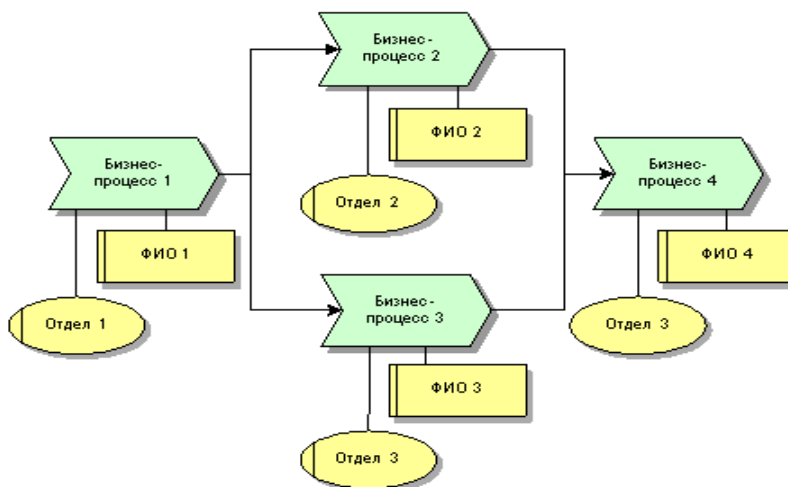 Бизнес-
процесс 2
ФИО 2
Отдел 2
Бизнес-
процесс 1
ФИО 1
Отдел 1
Бизнес-
процесс 3
ФИО 3
Отдел 3
Бизнес-
процесс 4
ФИО 4
Отдел 3